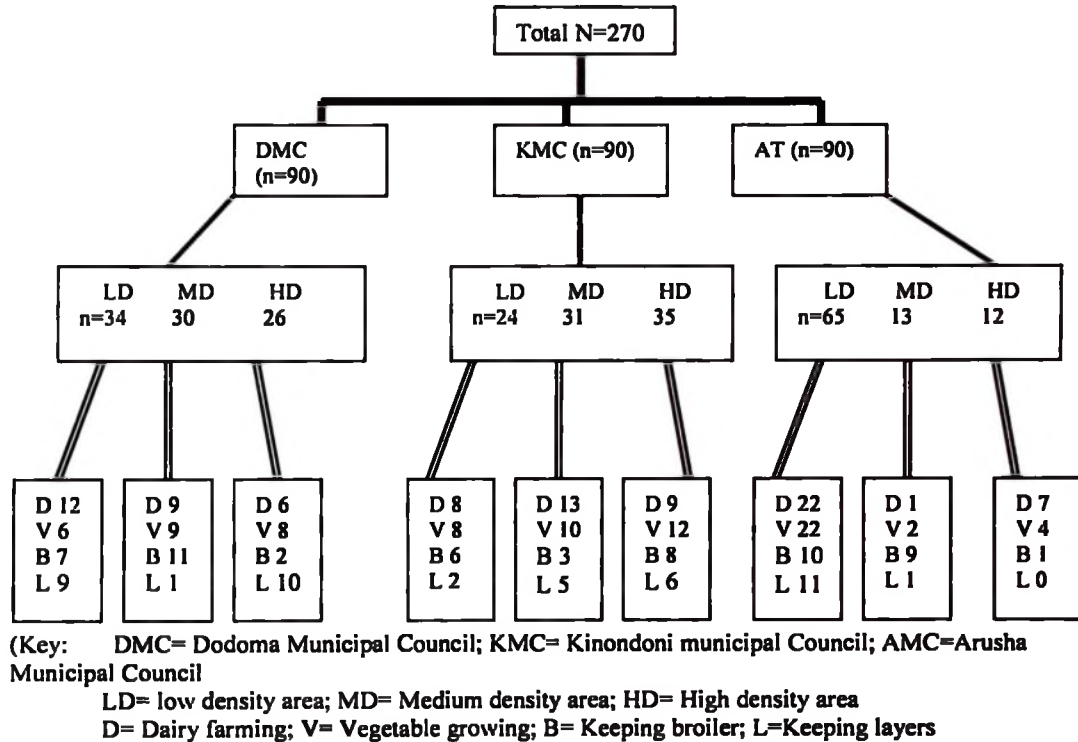 Total N=270
DMC
(n=90)
KMC (n=90)
AT (n=90)
LD MD HD
n=34 30 26
LD MD HD
n=24 31 35
LD MD HD
n=65 13 12
D 12
V 6
B 7
L 9
D 9
V 9
B 11
L 1
D 6
V 8
B 2
L 10
D 8
V 8
B 6
L 2
D 13
V 10
B 3
L 5
D 9
V 12
B 8
L 6
D 22
V 22
B 10
L 11
D 1
V 2
B 9
L 1
D 7
V 4
B 1
L 0
(Key: DMC= Dodoma Municipal Council; KMC= Kinondoni municipal Council; AMC=Arusha
Municipal Council
LD= low density area; MD= Medium density area; HD= High density area
D= Dairy farming; V= Vegetable growing; B= Keeping broiler; L=Keeping layers